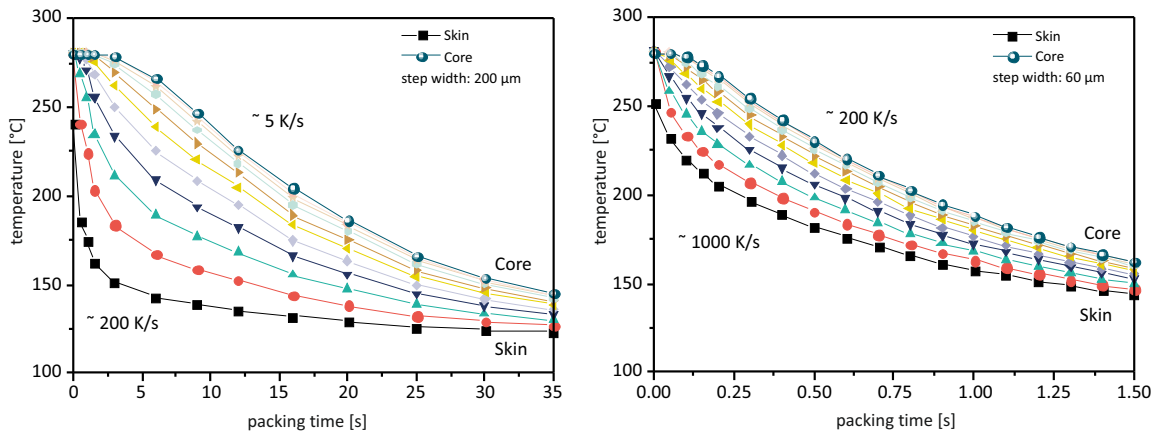 300
250
200
150
100
temperature [°C]
Skin
Core
step width: 200 µm
~ 5 K/s
~ 200 K/s
Core
Skin
0 5 10 15 20 25 30 35
packing time [s]
300
250
200
150
100
temperature [°C]
Skin
Core
step width: 60 µm
~ 200 K/s
~ 1000 K/s
Core
Skin
0.00 0.25 0.50 0.75 1.00 1.25 1.50
packing time [s]